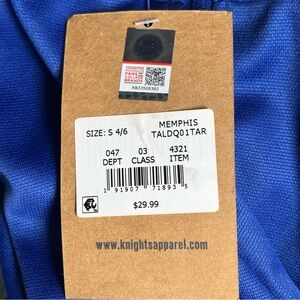 AB33509392
SIZE: S 4/6
MEMPHIS
TALDQ01TAR
047 03 4321
DEPT CLASS ITEM
1 91907 71893 5
$29.99
www.knightsapparel.com